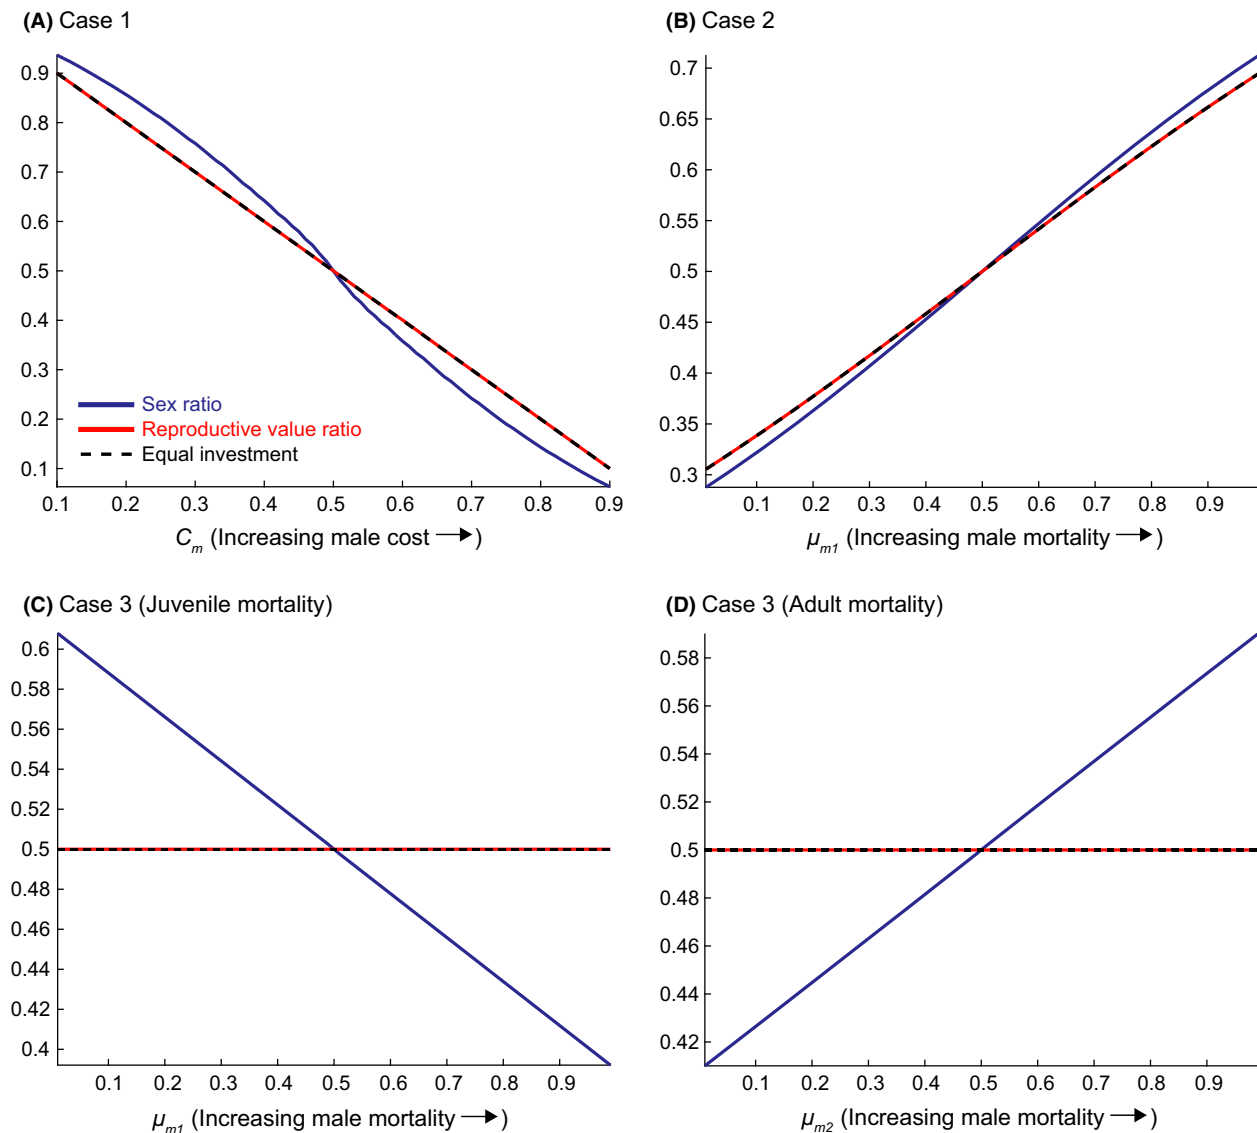 (A) Case 1
0.9
0.8
0.7
0.6
0.5
0.4
0.3
0.2
0.1
Sex ratio
Reproductive value ratio
Equal investment
0.1 0.2 0.3 0.4 0.5 0.6 0.7 0.8 0.9
Cm (Increasing male cost →)
(B) Case 2
0.7
0.65
0.6
0.55
0.5
0.45
0.4
0.35
0.3
0.1 0.2 0.3 0.4 0.5 0.6 0.7 0.8 0.9
μm1 (Increasing male mortality →)
(C) Case 3 (Juvenile mortality)
0.6
0.58
0.56
0.54
0.52
0.5
0.48
0.46
0.44
0.42
0.4
0.1 0.2 0.3 0.4 0.5 0.6 0.7 0.8 0.9
μm1 (Increasing male mortality →)
(D) Case 3 (Adult mortality)
0.58
0.56
0.54
0.52
0.5
0.48
0.46
0.44
0.42
0.1 0.2 0.3 0.4 0.5 0.6 0.7 0.8 0.9
μm2 (Increasing male mortality →)